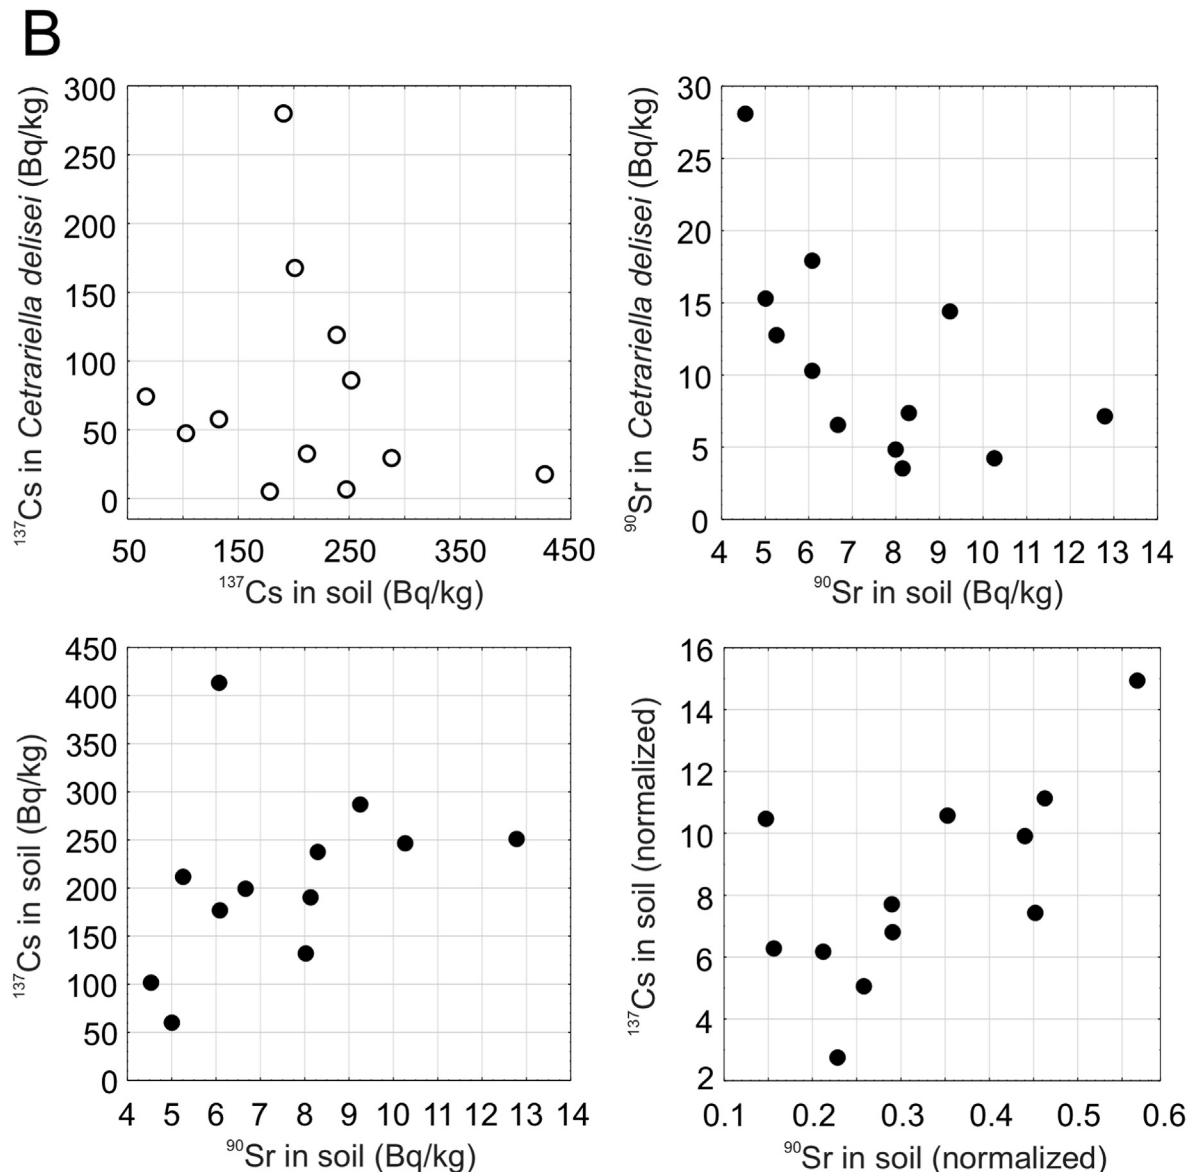 B
300
250
200
150
100
50
0
¹³⁷Cs in Cetrariella delisei (Bq/kg)
50 150 250 350 450
¹³⁷Cs in soil (Bq/kg)
30
25
20
15
10
5
0
⁹⁰Sr in Cetrariella delisei (Bq/kg)
4 5 6 7 8 9 10 11 12 13 14
⁹⁰Sr in soil (Bq/kg)
450
400
350
300
250
200
150
100
50
0
¹³⁷Cs in soil (Bq/kg)
4 5 6 7 8 9 10 11 12 13 14
⁹⁰Sr in soil (Bq/kg)
16
14
12
10
8
6
4
2
¹³⁷Cs in soil (normalized)
0.1 0.2 0.3 0.4 0.5 0.6
⁹⁰Sr in soil (normalized)